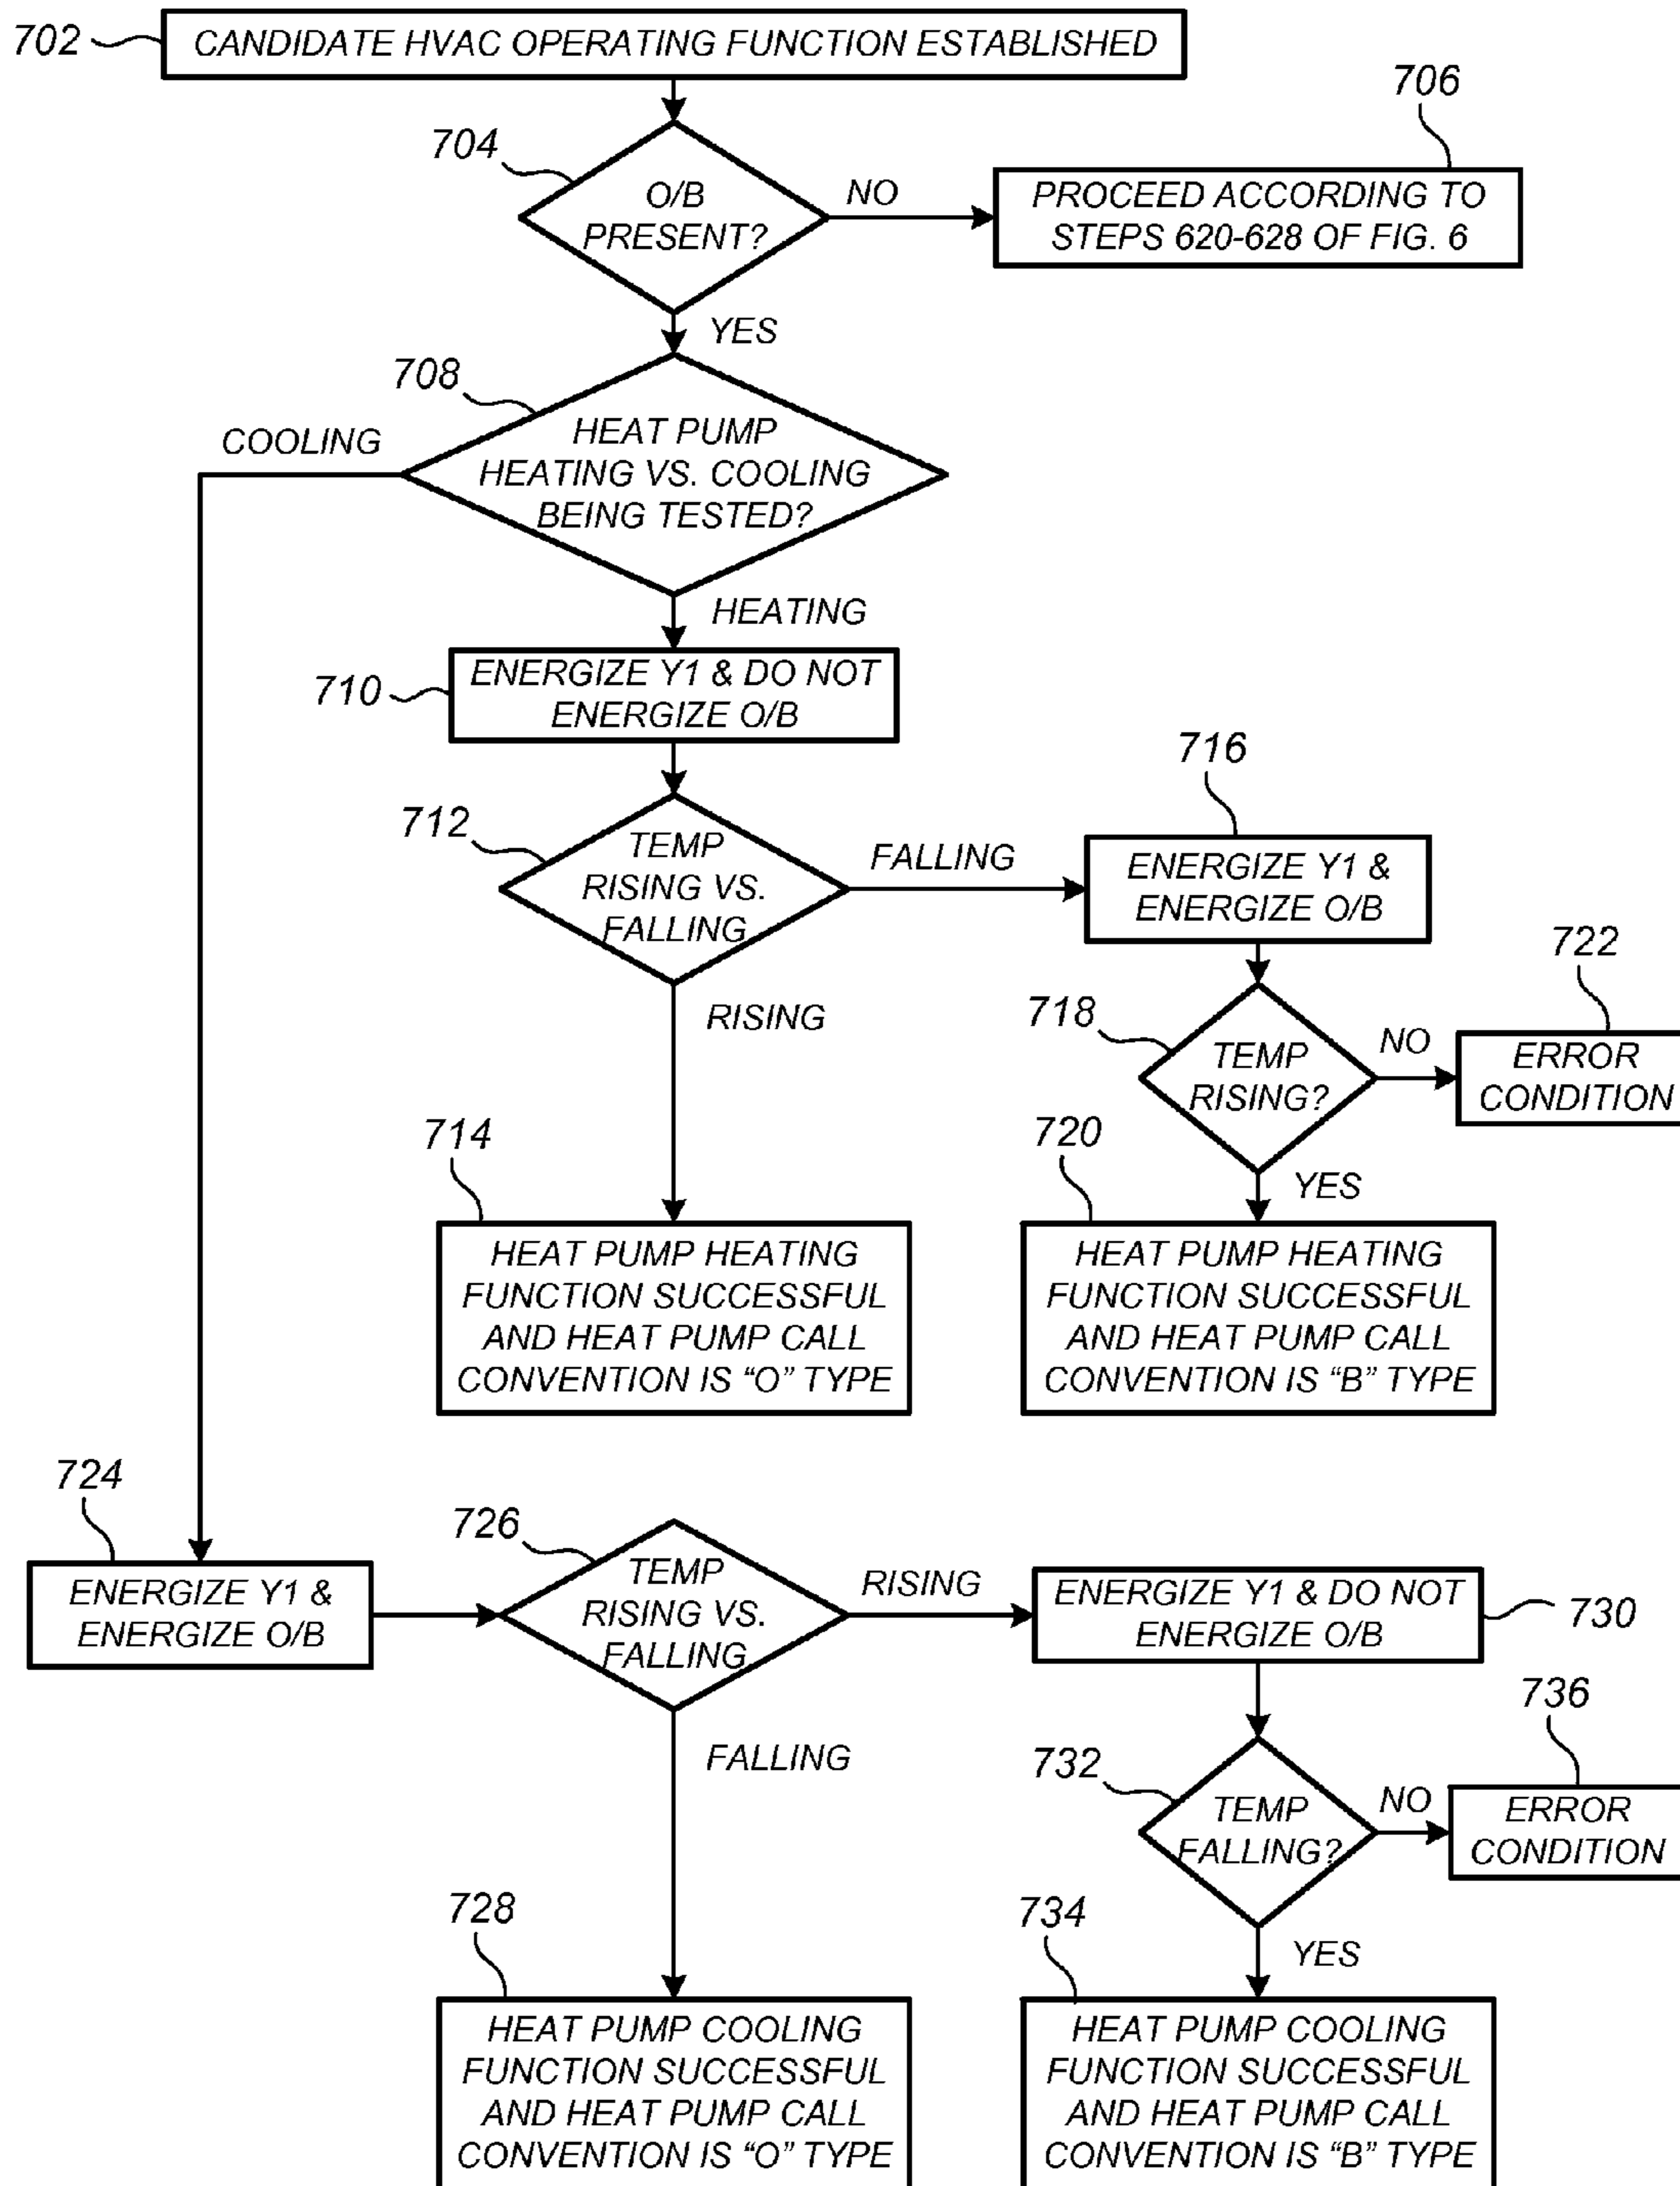 702
CANDIDATE HVAC OPERATING FUNCTION ESTABLISHED
704
O/B
PRESENT?
NO
706
PROCEED ACCORDING TO
STEPS 620-628 OF FIG. 6
YES
708
HEAT PUMP
HEATING VS. COOLING
BEING TESTED?
COOLING
HEATING
710
ENERGIZE Y1 & DO NOT
ENERGIZE O/B
712
TEMP
RISING VS.
FALLING
FALLING
716
ENERGIZE Y1 &
ENERGIZE O/B
RISING
718
TEMP
RISING?
NO
722
ERROR
CONDITION
YES
714
HEAT PUMP HEATING
FUNCTION SUCCESSFUL
AND HEAT PUMP CALL
CONVENTION IS “O” TYPE
720
HEAT PUMP HEATING
FUNCTION SUCCESSFUL
AND HEAT PUMP CALL
CONVENTION IS “B” TYPE
724
ENERGIZE Y1 &
ENERGIZE O/B
726
TEMP
RISING VS.
FALLING
RISING
ENERGIZE Y1 & DO NOT
ENERGIZE O/B
730
FALLING
732
TEMP
FALLING?
NO
736
ERROR
CONDITION
YES
728
HEAT PUMP COOLING
FUNCTION SUCCESSFUL
AND HEAT PUMP CALL
CONVENTION IS “O” TYPE
734
HEAT PUMP COOLING
FUNCTION SUCCESSFUL
AND HEAT PUMP CALL
CONVENTION IS “B” TYPE